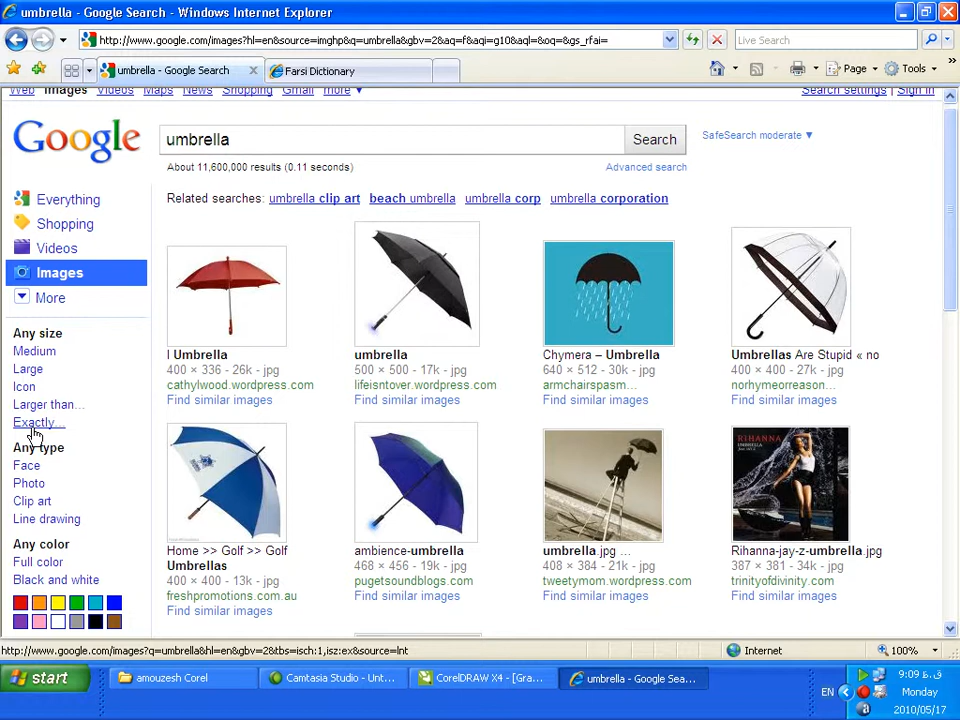 umbrella - Google Search - Windows Internet Explorer
http://www.google.com/images?hl=en&source=imghp&q=umbrella&gbv=2&aq=f&aqi=g10&aql=&oq=&gs_rfai=
Live Search
umbrella - Google Search
Farsi Dictionary
Page
Tools
Web Images Videos Maps News Shopping Gmail more ▼
Search settings | Sign in
Google
umbrella
Search
SafeSearch moderate ▼
About 11,600,000 results (0.11 seconds)
Advanced search
Related searches: umbrella clip art beach umbrella umbrella corp umbrella corporation
Everything
Shopping
Videos
Images
More
Any size
Medium
Large
Icon
Larger than...
Exactly...
Any type
Face
Photo
Clip art
Line drawing
Any color
Full color
Black and white
I Umbrella
400 × 336 - 26k - jpg
cathylwood.wordpress.com
Find similar images
umbrella
500 × 500 - 17k - jpg
lifeisntover.wordpress.com
Find similar images
Chymera – Umbrella
640 × 512 - 30k - jpg
armchairspasm...
Find similar images
Umbrellas Are Stupid « no
400 × 400 - 27k - jpg
norhymeorreason...
Find similar images
RIHANNA
Home >> Golf >> Golf
Umbrellas
400 × 400 - 13k - jpg
freshpromotions.com.au
Find similar images
ambience-umbrella
468 × 456 - 19k - jpg
pugetsoundblogs.com
Find similar images
umbrella.jpg ...
408 × 384 - 21k - jpg
tweetymom.wordpress.com
Find similar images
Rihanna-jay-z-umbrella.jpg
387 × 381 - 34k - jpg
trinityofdivinity.com
Find similar images
http://www.google.com/images?q=umbrella&hl=en&gbv=2&tbs=isch:1,isz:ex&source=lnt
Internet
100%
start
amouzesh Corel
Camtasia Studio - Unt...
CorelDRAW X4 - [Gra...
umbrella - Google Sea...
EN
9:09 ق.ظ
Monday
2010/05/17